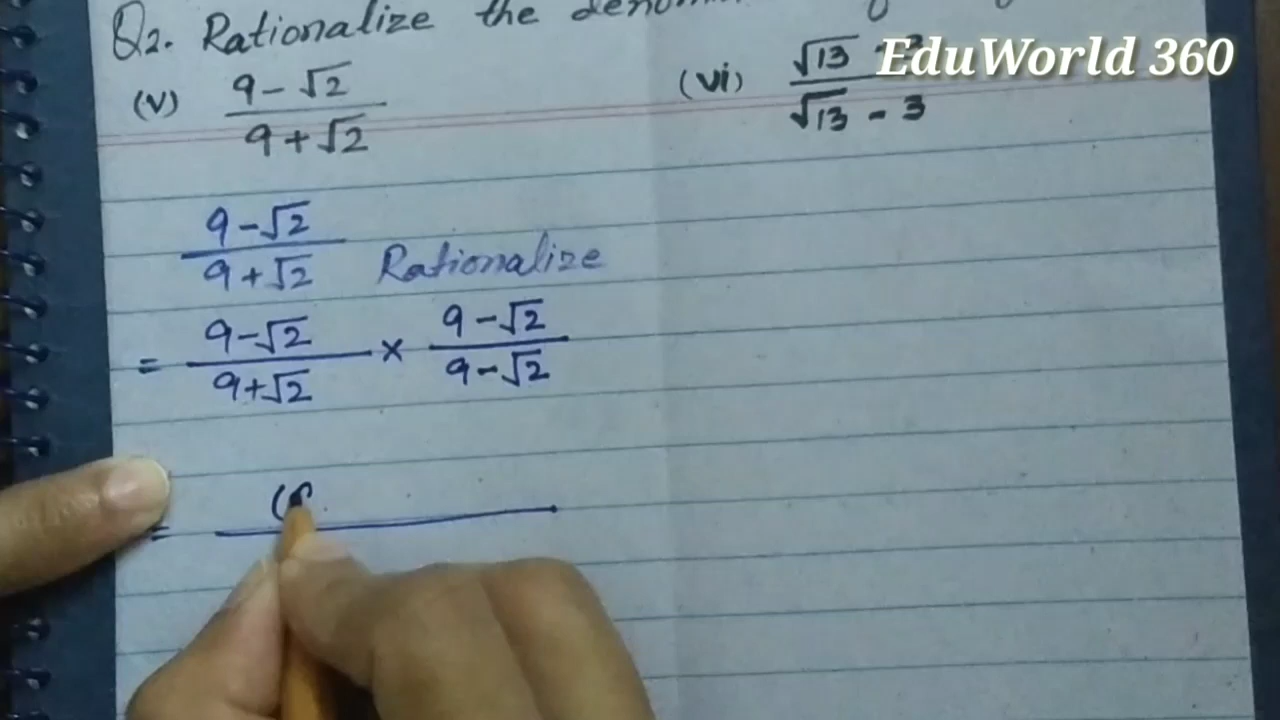 Q2. Rationalize the
(v) 9-√2 / 9+√2 (vi) √13 / √13 - 3
EduWorld 360
9-√2 / 9+√2 Rationalize
= 9-√2 / 9+√2 × 9-√2 / 9-√2
= (